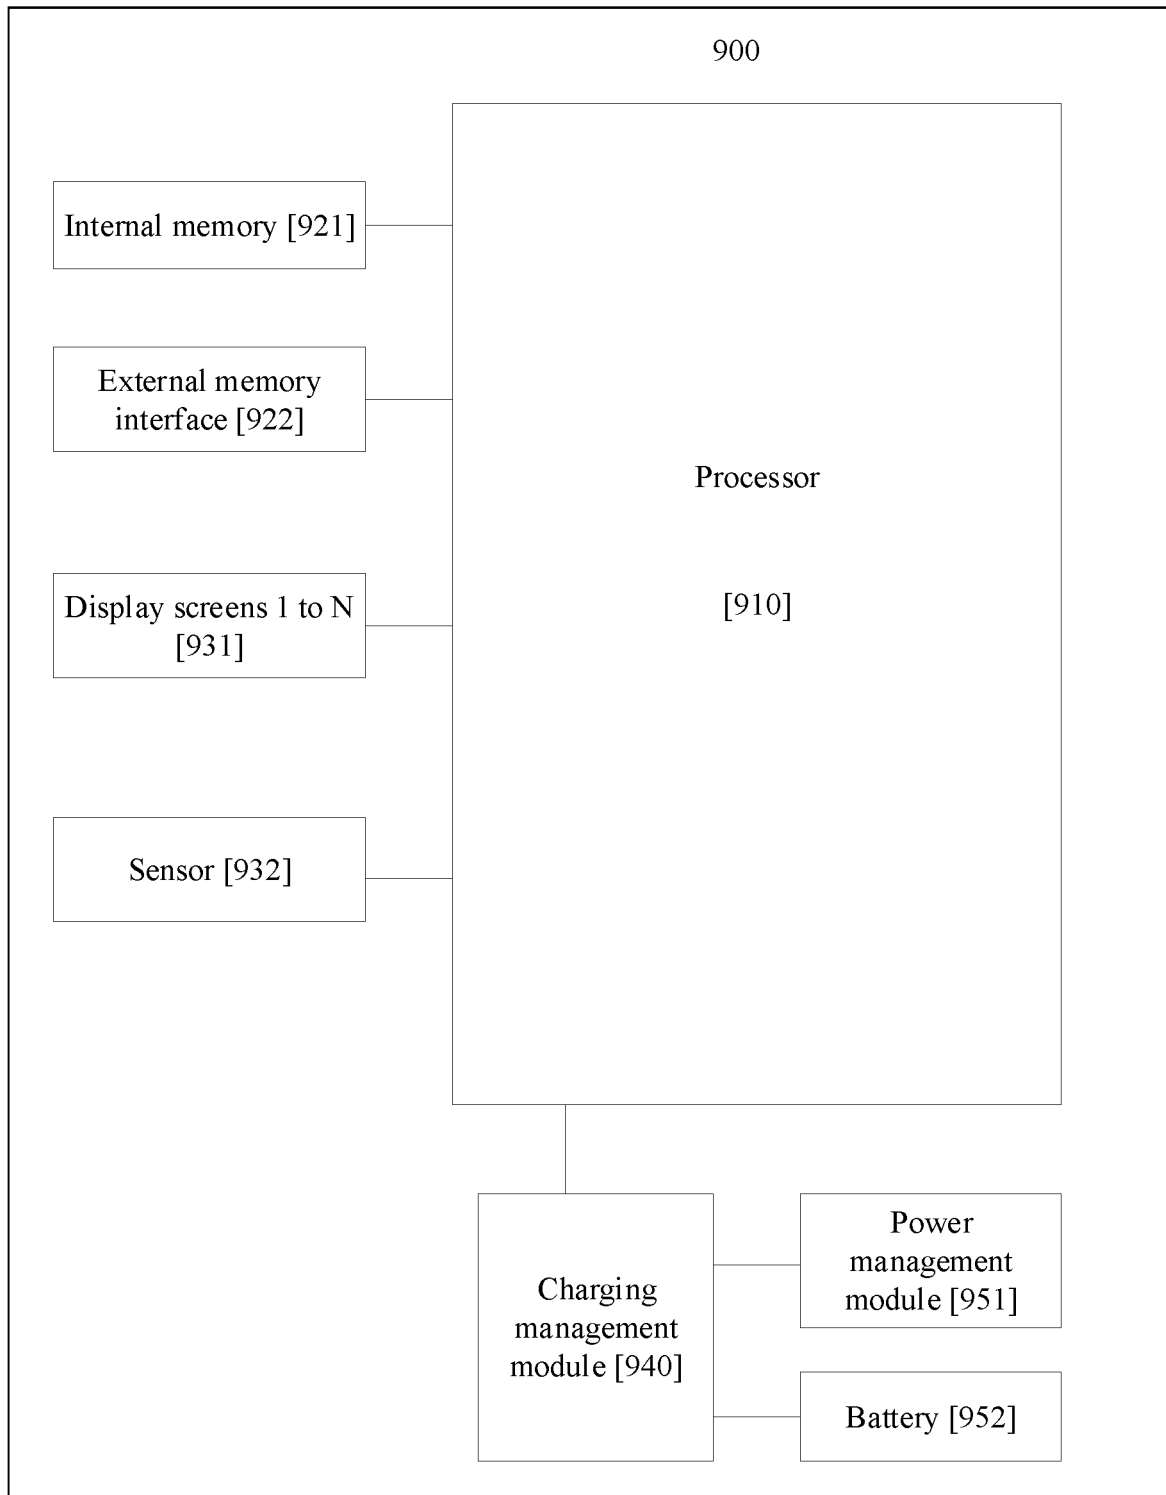 900
Internal memory [921]
External memory
interface [922]
Processor
[910]
Display screens 1 to N
[931]
Sensor [932]
Charging
management
module [940]
Power
management
module [951]
Battery [952]